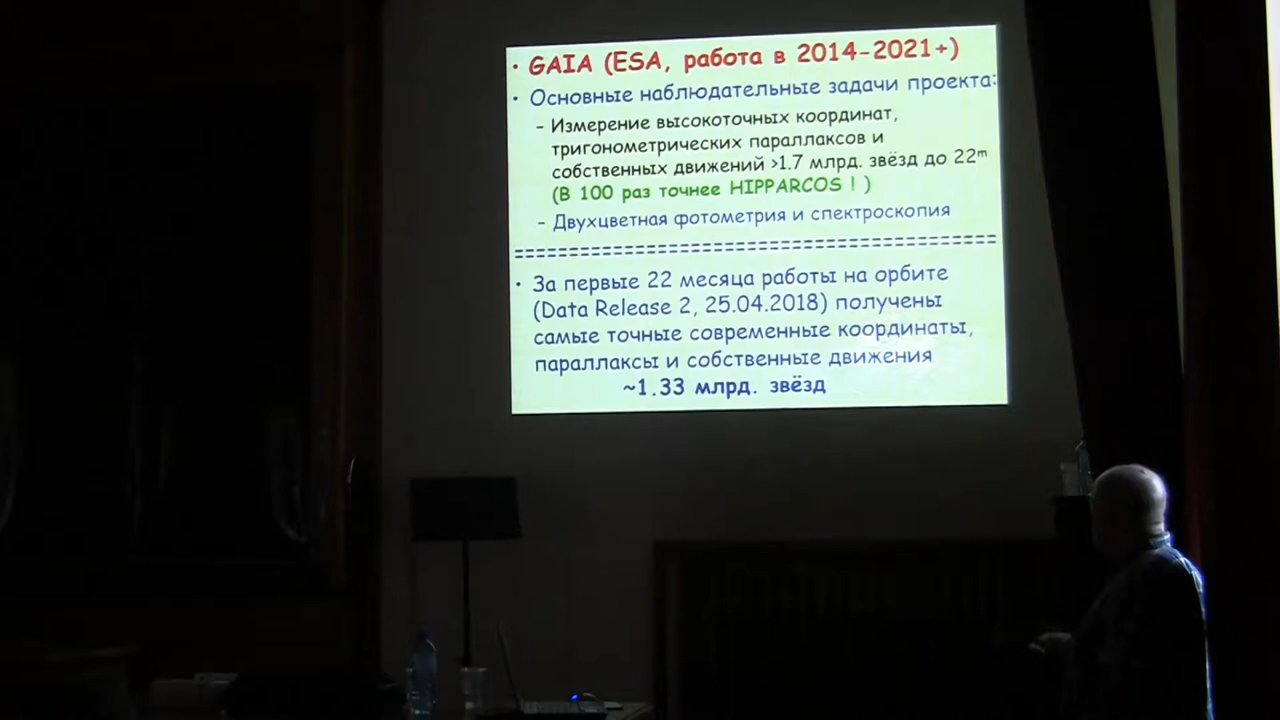 • GAIA (ESA, работа в 2014-2021+)
• Основные наблюдательные задачи проекта:
– Измерение высокоточных координат,
тригонометрических параллаксов и
собственных движений >1.7 млрд. звёзд до 22ᵐ
(В 100 раз точнее HIPPARCOS ! )
– Двухцветная фотометрия и спектроскопия
================================================
• За первые 22 месяца работы на орбите
(Data Release 2, 25.04.2018) получены
самые точные современные координаты,
параллаксы и собственные движения
~1.33 млрд. звёзд